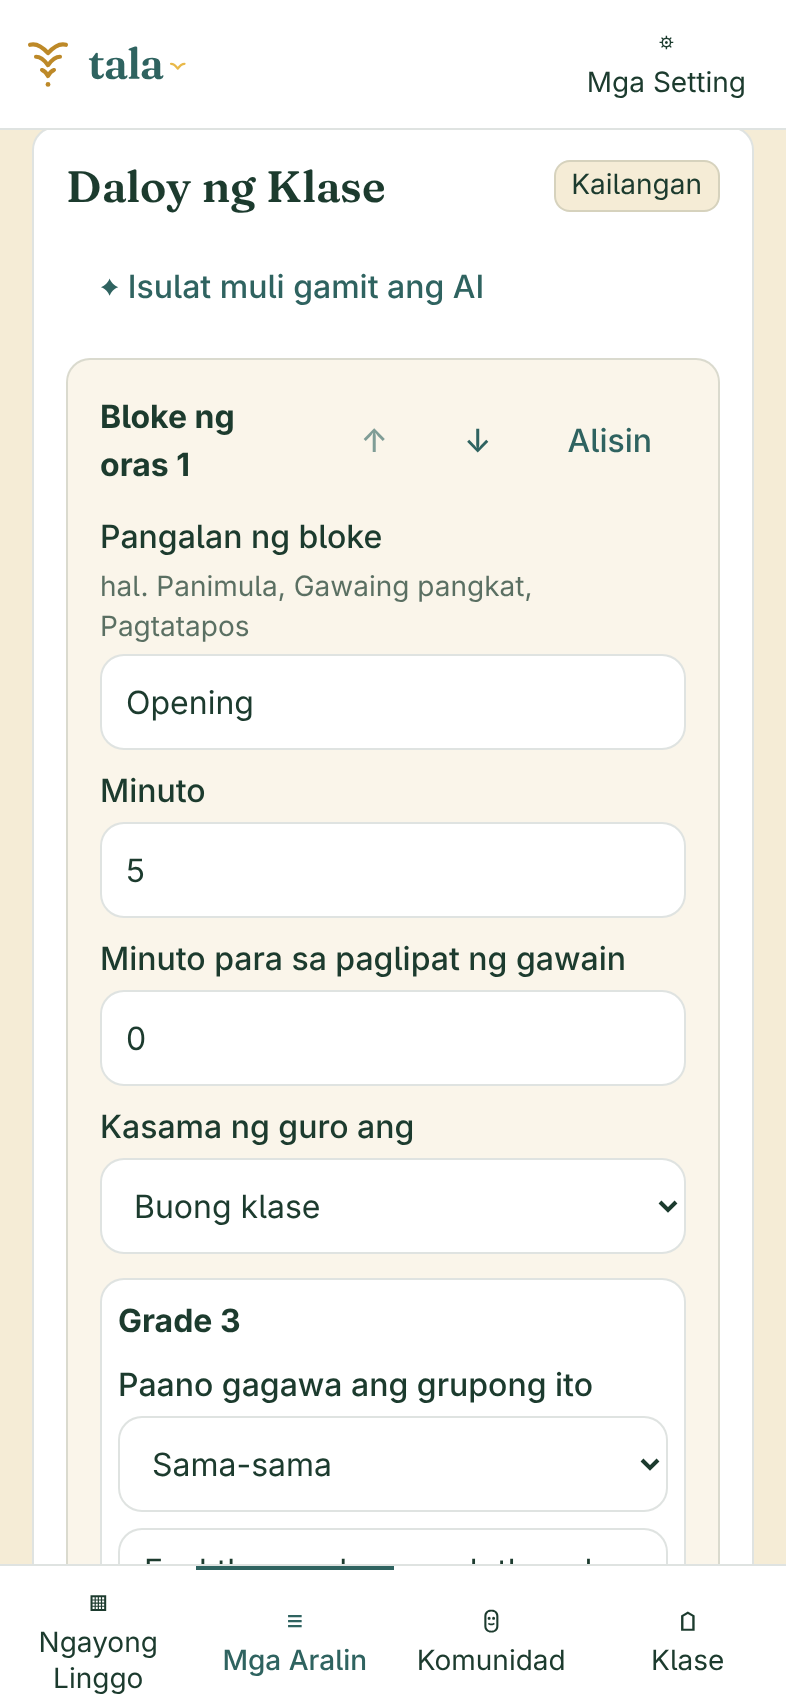 tala
Mga Setting
Daloy ng Klase
Kailangan
Isulat muli gamit ang AI
Bloke ng
oras 1
Alisin
Pangalan ng bloke
hal. Panimula, Gawaing pangkat,
Pagtatapos
Opening
Minuto
5
Minuto para sa paglipat ng gawain
0
Kasama ng guro ang
Buong klase
Grade 3
Paano gagawa ang grupong ito
Sama-sama
Ngayong
Linggo
Mga Aralin
Komunidad
Klase